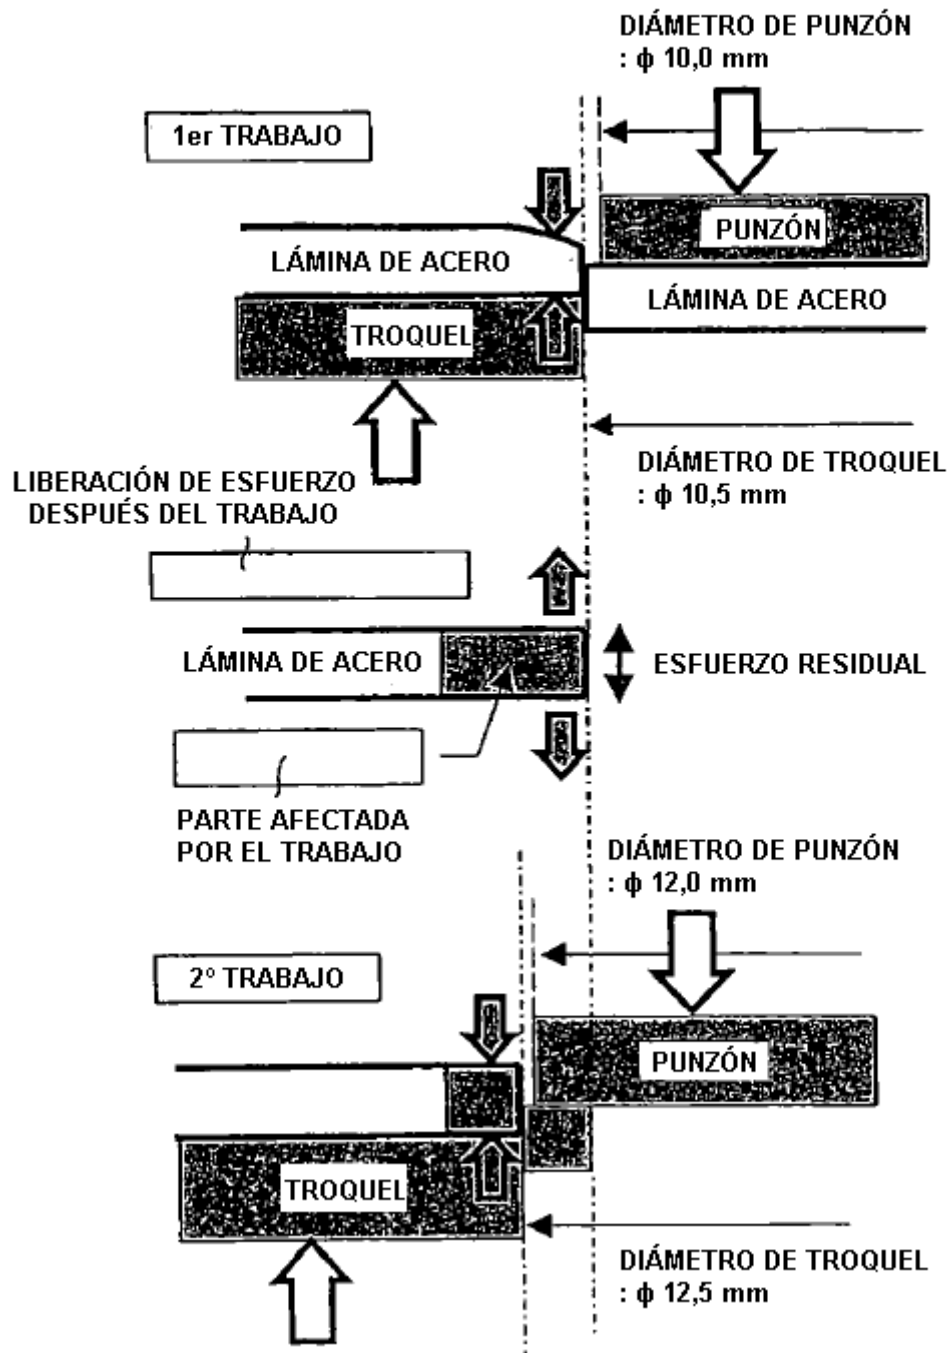 DIÁMETRO DE PUNZÓN
: ϕ 10,0 mm
1er TRABAJO
PUNZÓN
LÁMINA DE ACERO
LÁMINA DE ACERO
TROQUEL
DIÁMETRO DE TROQUEL
: ϕ 10,5 mm
LIBERACIÓN DE ESFUERZO
DESPUÉS DEL TRABAJO
LÁMINA DE ACERO
ESFUERZO RESIDUAL
PARTE AFECTADA
POR EL TRABAJO
DIÁMETRO DE PUNZÓN
: ϕ 12,0 mm
2º TRABAJO
PUNZÓN
TROQUEL
DIÁMETRO DE TROQUEL
: ϕ 12,5 mm